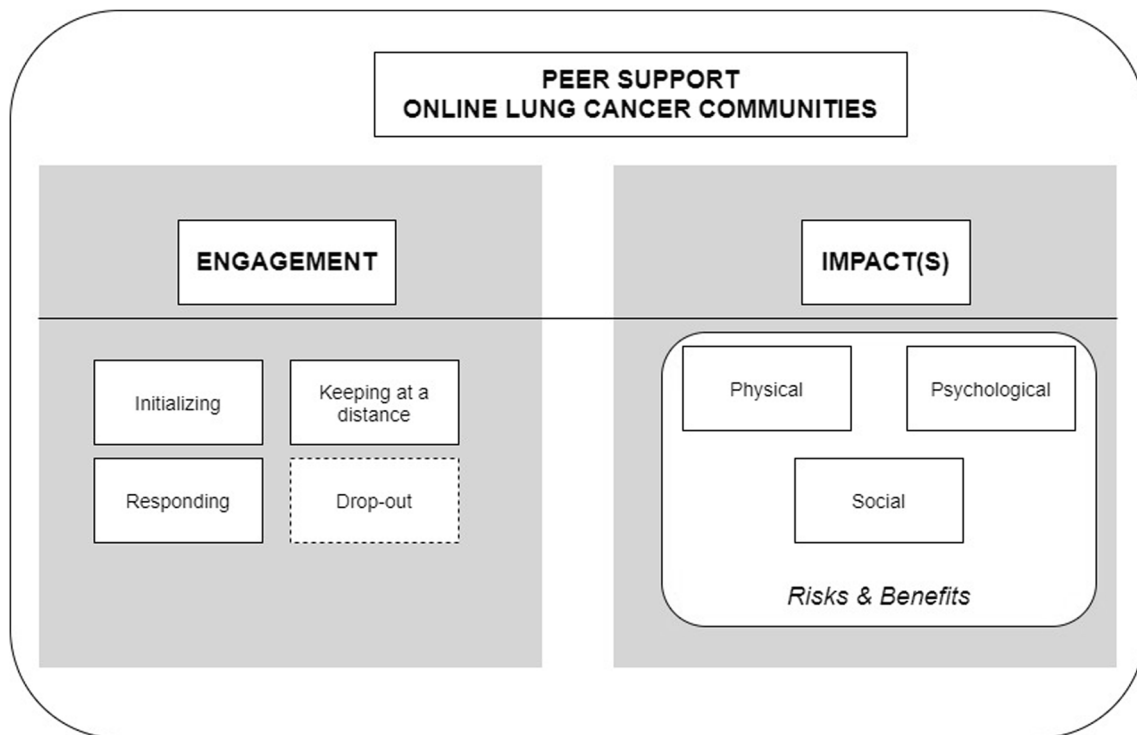 PEER SUPPORT
ONLINE LUNG CANCER COMMUNITIES
ENGAGEMENT
Initializing
Keeping at a
distance
Responding
Drop-out
IMPACT(S)
Physical
Psychological
Social
Risks & Benefits